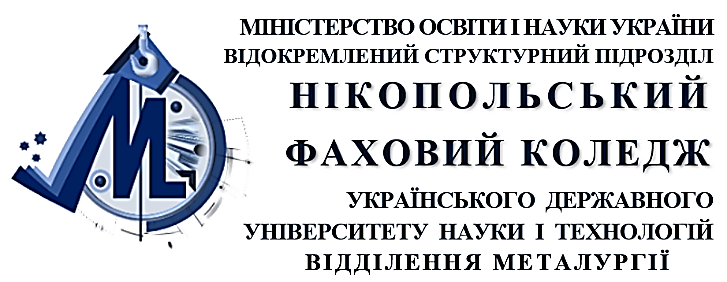 МІНІСТЕРСТВО ОСВІТИ І НАУКИ УКРАЇНИ
ВІДОКРЕМЛЕНИЙ СТРУКТУРНИЙ ПІДРОЗДІЛ
НІКОПОЛЬСЬКИЙ
ФАХОВИЙ КОЛЕДЖ
УКРАЇНСЬКОГО ДЕРЖАВНОГО
УНІВЕРСИТЕТУ НАУКИ І ТЕХНОЛОГІЙ
ВІДДІЛЕННЯ МЕТАЛУРГІЇ